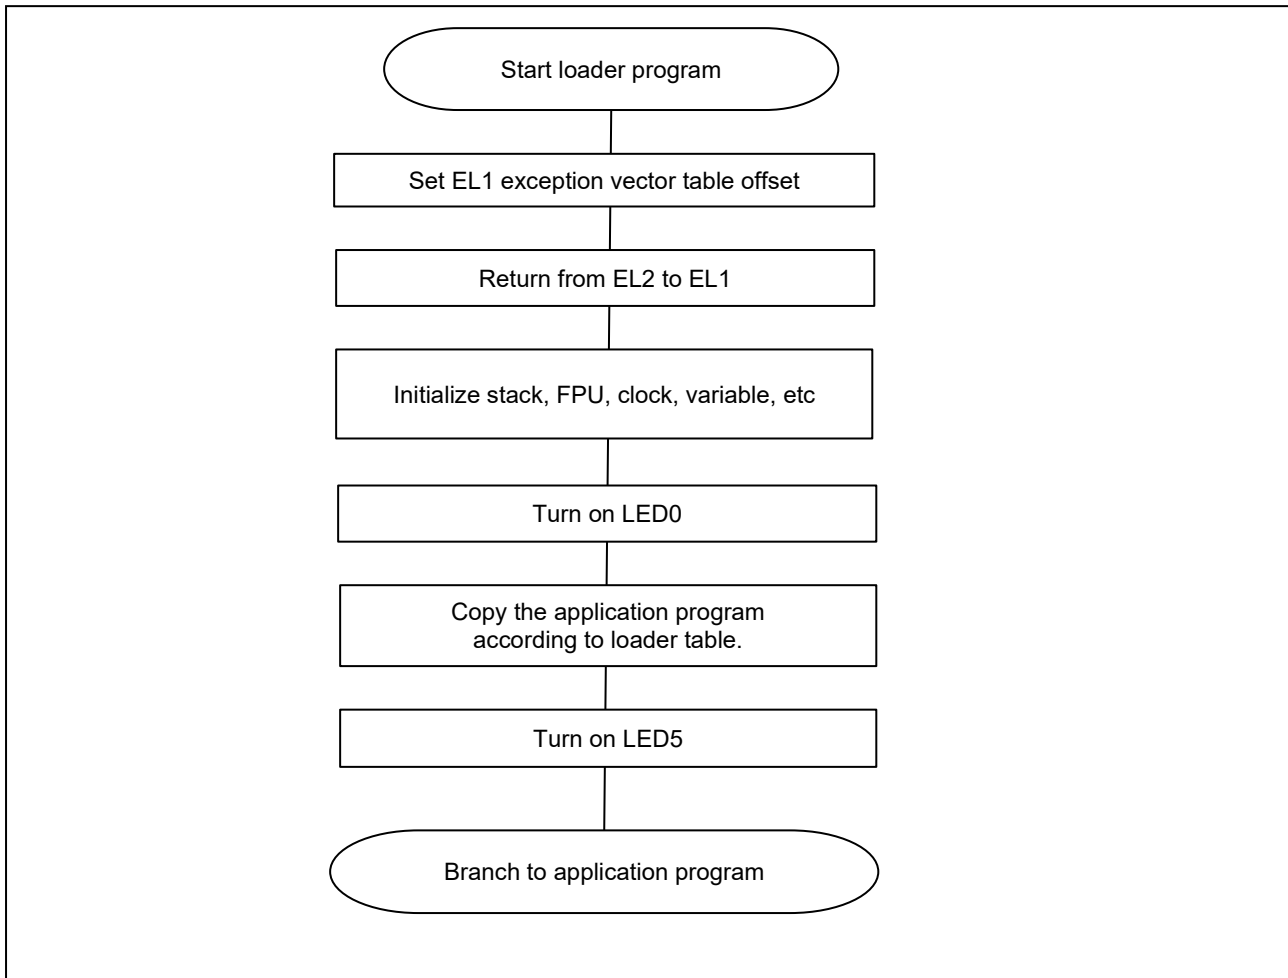 Start loader program
Set EL1 exception vector table offset
Return from EL2 to EL1
Initialize stack, FPU, clock, variable, etc
Turn on LED0
Copy the application program
according to loader table.
Turn on LED5
Branch to application program